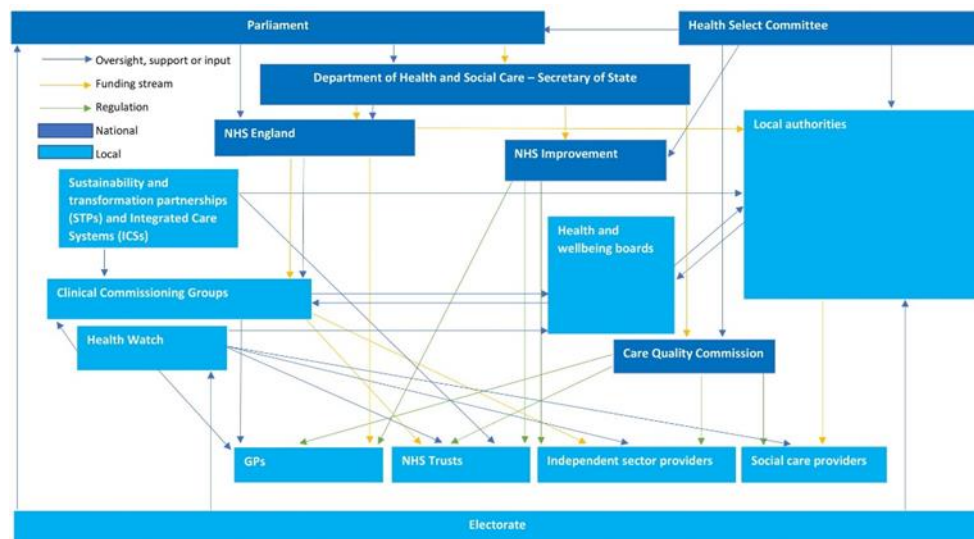 Parliament
Health Select Committee
Oversight, support or input
Funding stream
Regulation
National
Local
Department of Health and Social Care – Secretary of State
NHS England
Local authorities
NHS Improvement
Sustainability and
transformation partnerships
(STPs) and Integrated Care
Systems (ICSs)
Health and
wellbeing boards
Clinical Commissioning Groups
Health Watch
Care Quality Commission
GPs
NHS Trusts
Independent sector providers
Social care providers
Electorate